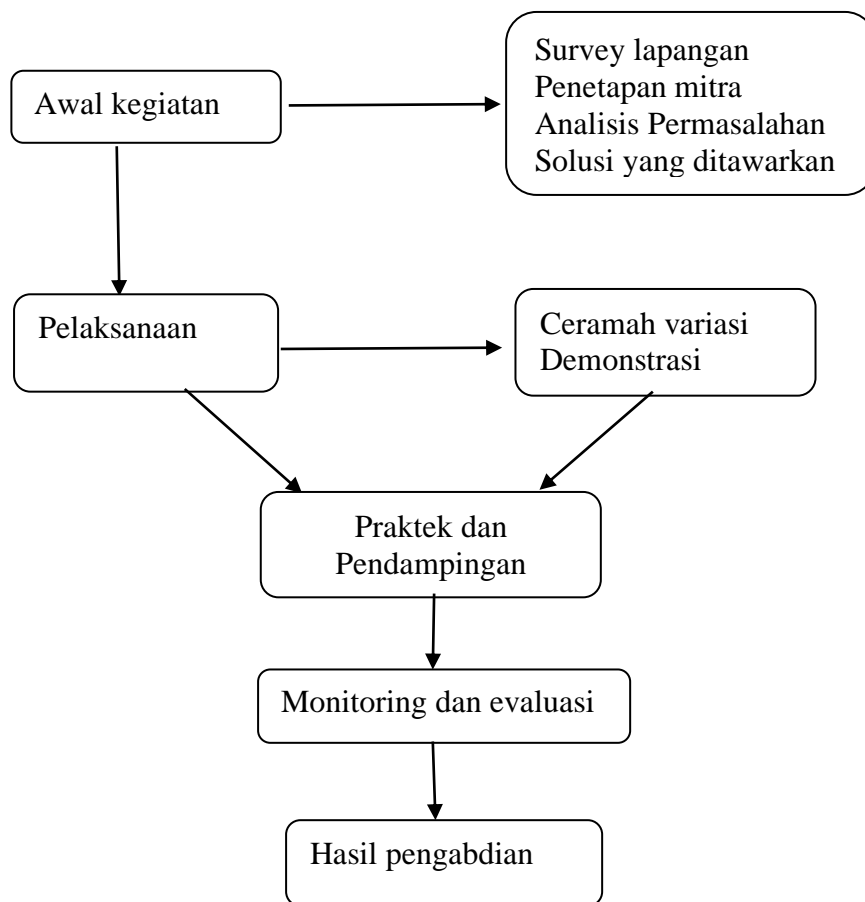 Awal kegiatan
Survey lapangan
Penetapan mitra
Analisis Permasalahan
Solusi yang ditawarkan
Pelaksanaan
Ceramah variasi
Demonstrasi
Praktek dan
Pendampingan
Monitoring dan evaluasi
Hasil pengabdian